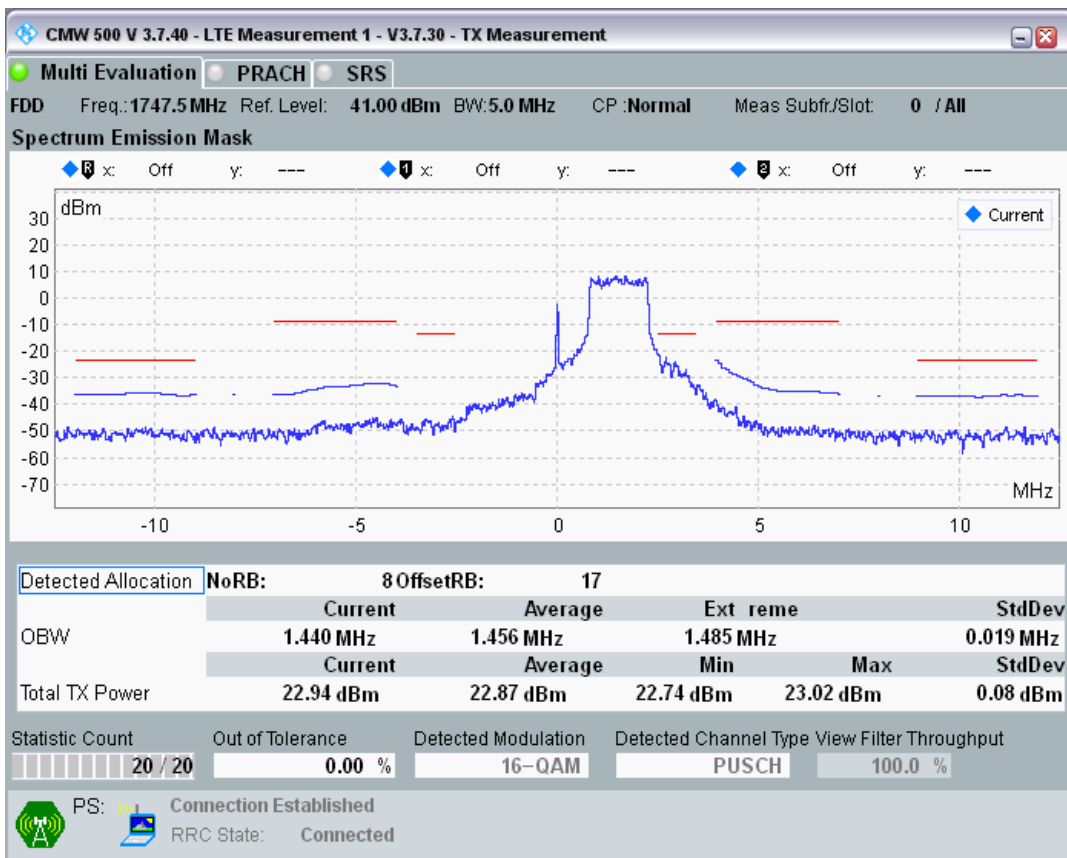 CMW 500 V 3.7.40 - LTE Measurement 1 - V3.7.30 - TX Measurement
Multi Evaluation PRACH SRS
FDD Freq.: 1747.5 MHz Ref. Level: 41.00 dBm BW: 5.0 MHz CP : Normal Meas Subfr./Slot: 0 / All
Spectrum Emission Mask
R x: Off y: --- 1 x: Off y: --- 2 x: Off y: ---
dBm
Current
30
20
10
0
-10
-20
-30
-40
-50
-60
-70
MHz
-10 -5 0 5 10
Detected Allocation NoRB: 8 OffsetRB: 17
Current Average Ext reme StdDev
OBW 1.440 MHz 1.456 MHz 1.485 MHz 0.019 MHz
Current Average Min Max StdDev
Total TX Power 22.94 dBm 22.87 dBm 22.74 dBm 23.02 dBm 0.08 dBm
Statistic Count Out of Tolerance Detected Modulation Detected Channel Type View Filter Throughput
20 / 20 0.00 % 16-QAM PUSCH 100.0 %
PS: Connection Established
RRC State: Connected